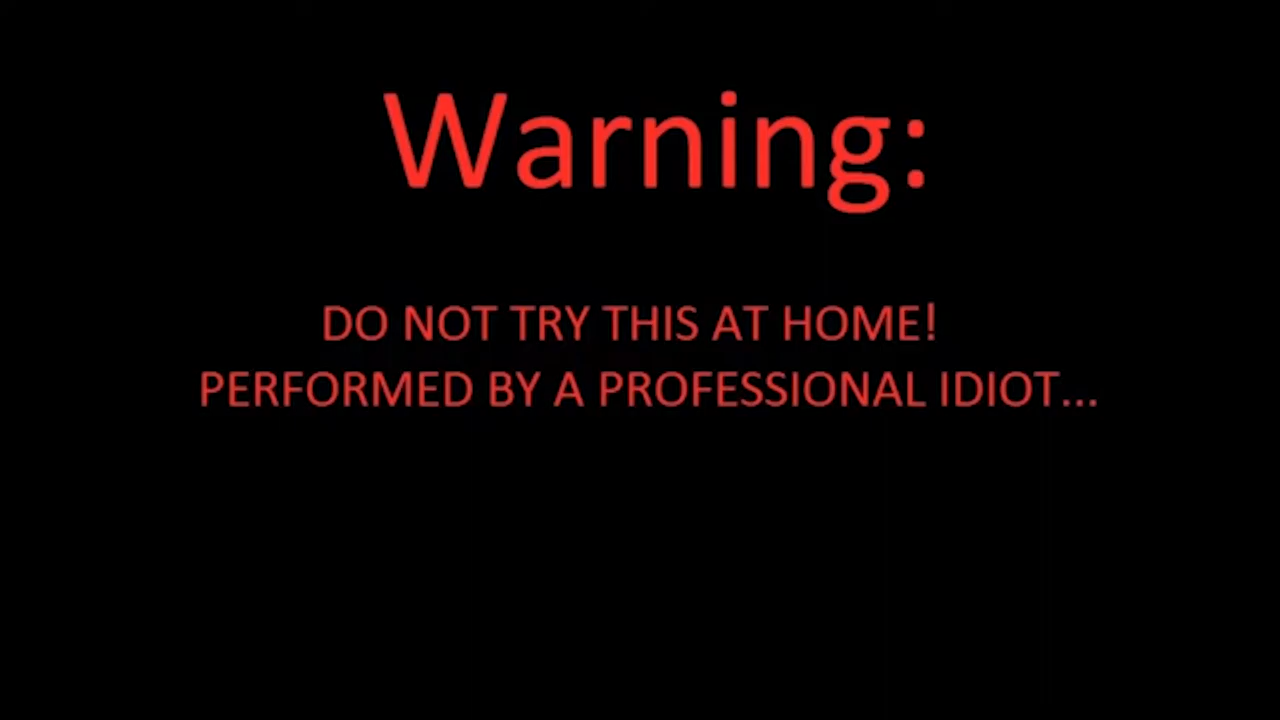 Warning:
DO NOT TRY THIS AT HOME!
PERFORMED BY A PROFESSIONAL IDIOT...